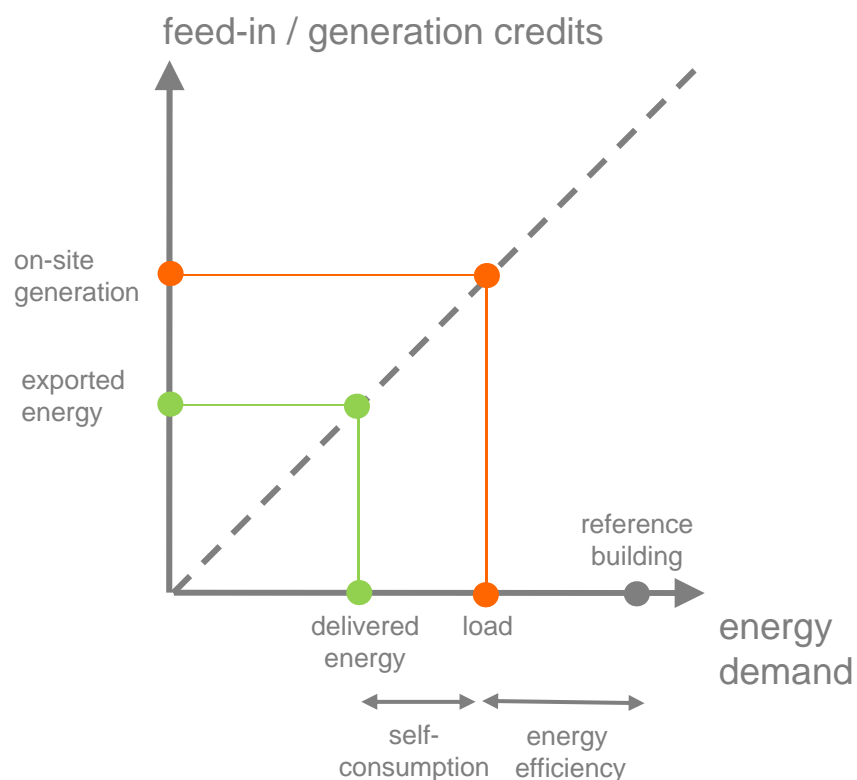 feed-in / generation credits
on-site
generation
exported
energy
reference
building
delivered
energy
load
energy
demand
self-
consumption
energy
efficiency